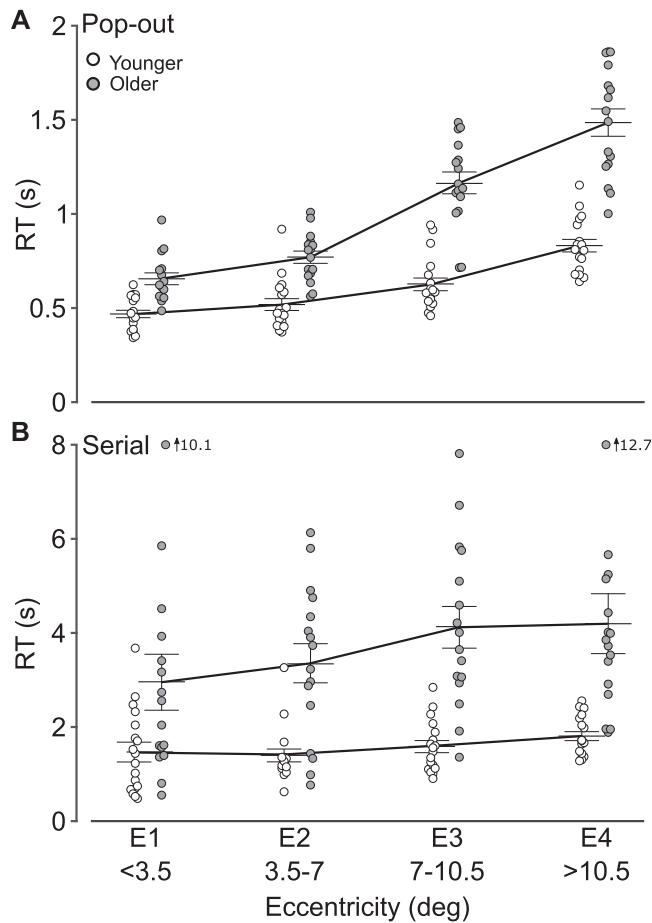 A
Pop-out
Younger
Older
2
1.5
1
0.5
0
RT (s)
B
Serial
↑10.1
↑12.7
8
6
4
2
0
RT (s)
E1 E2 E3 E4
<3.5 3.5-7 7-10.5 >10.5
Eccentricity (deg)